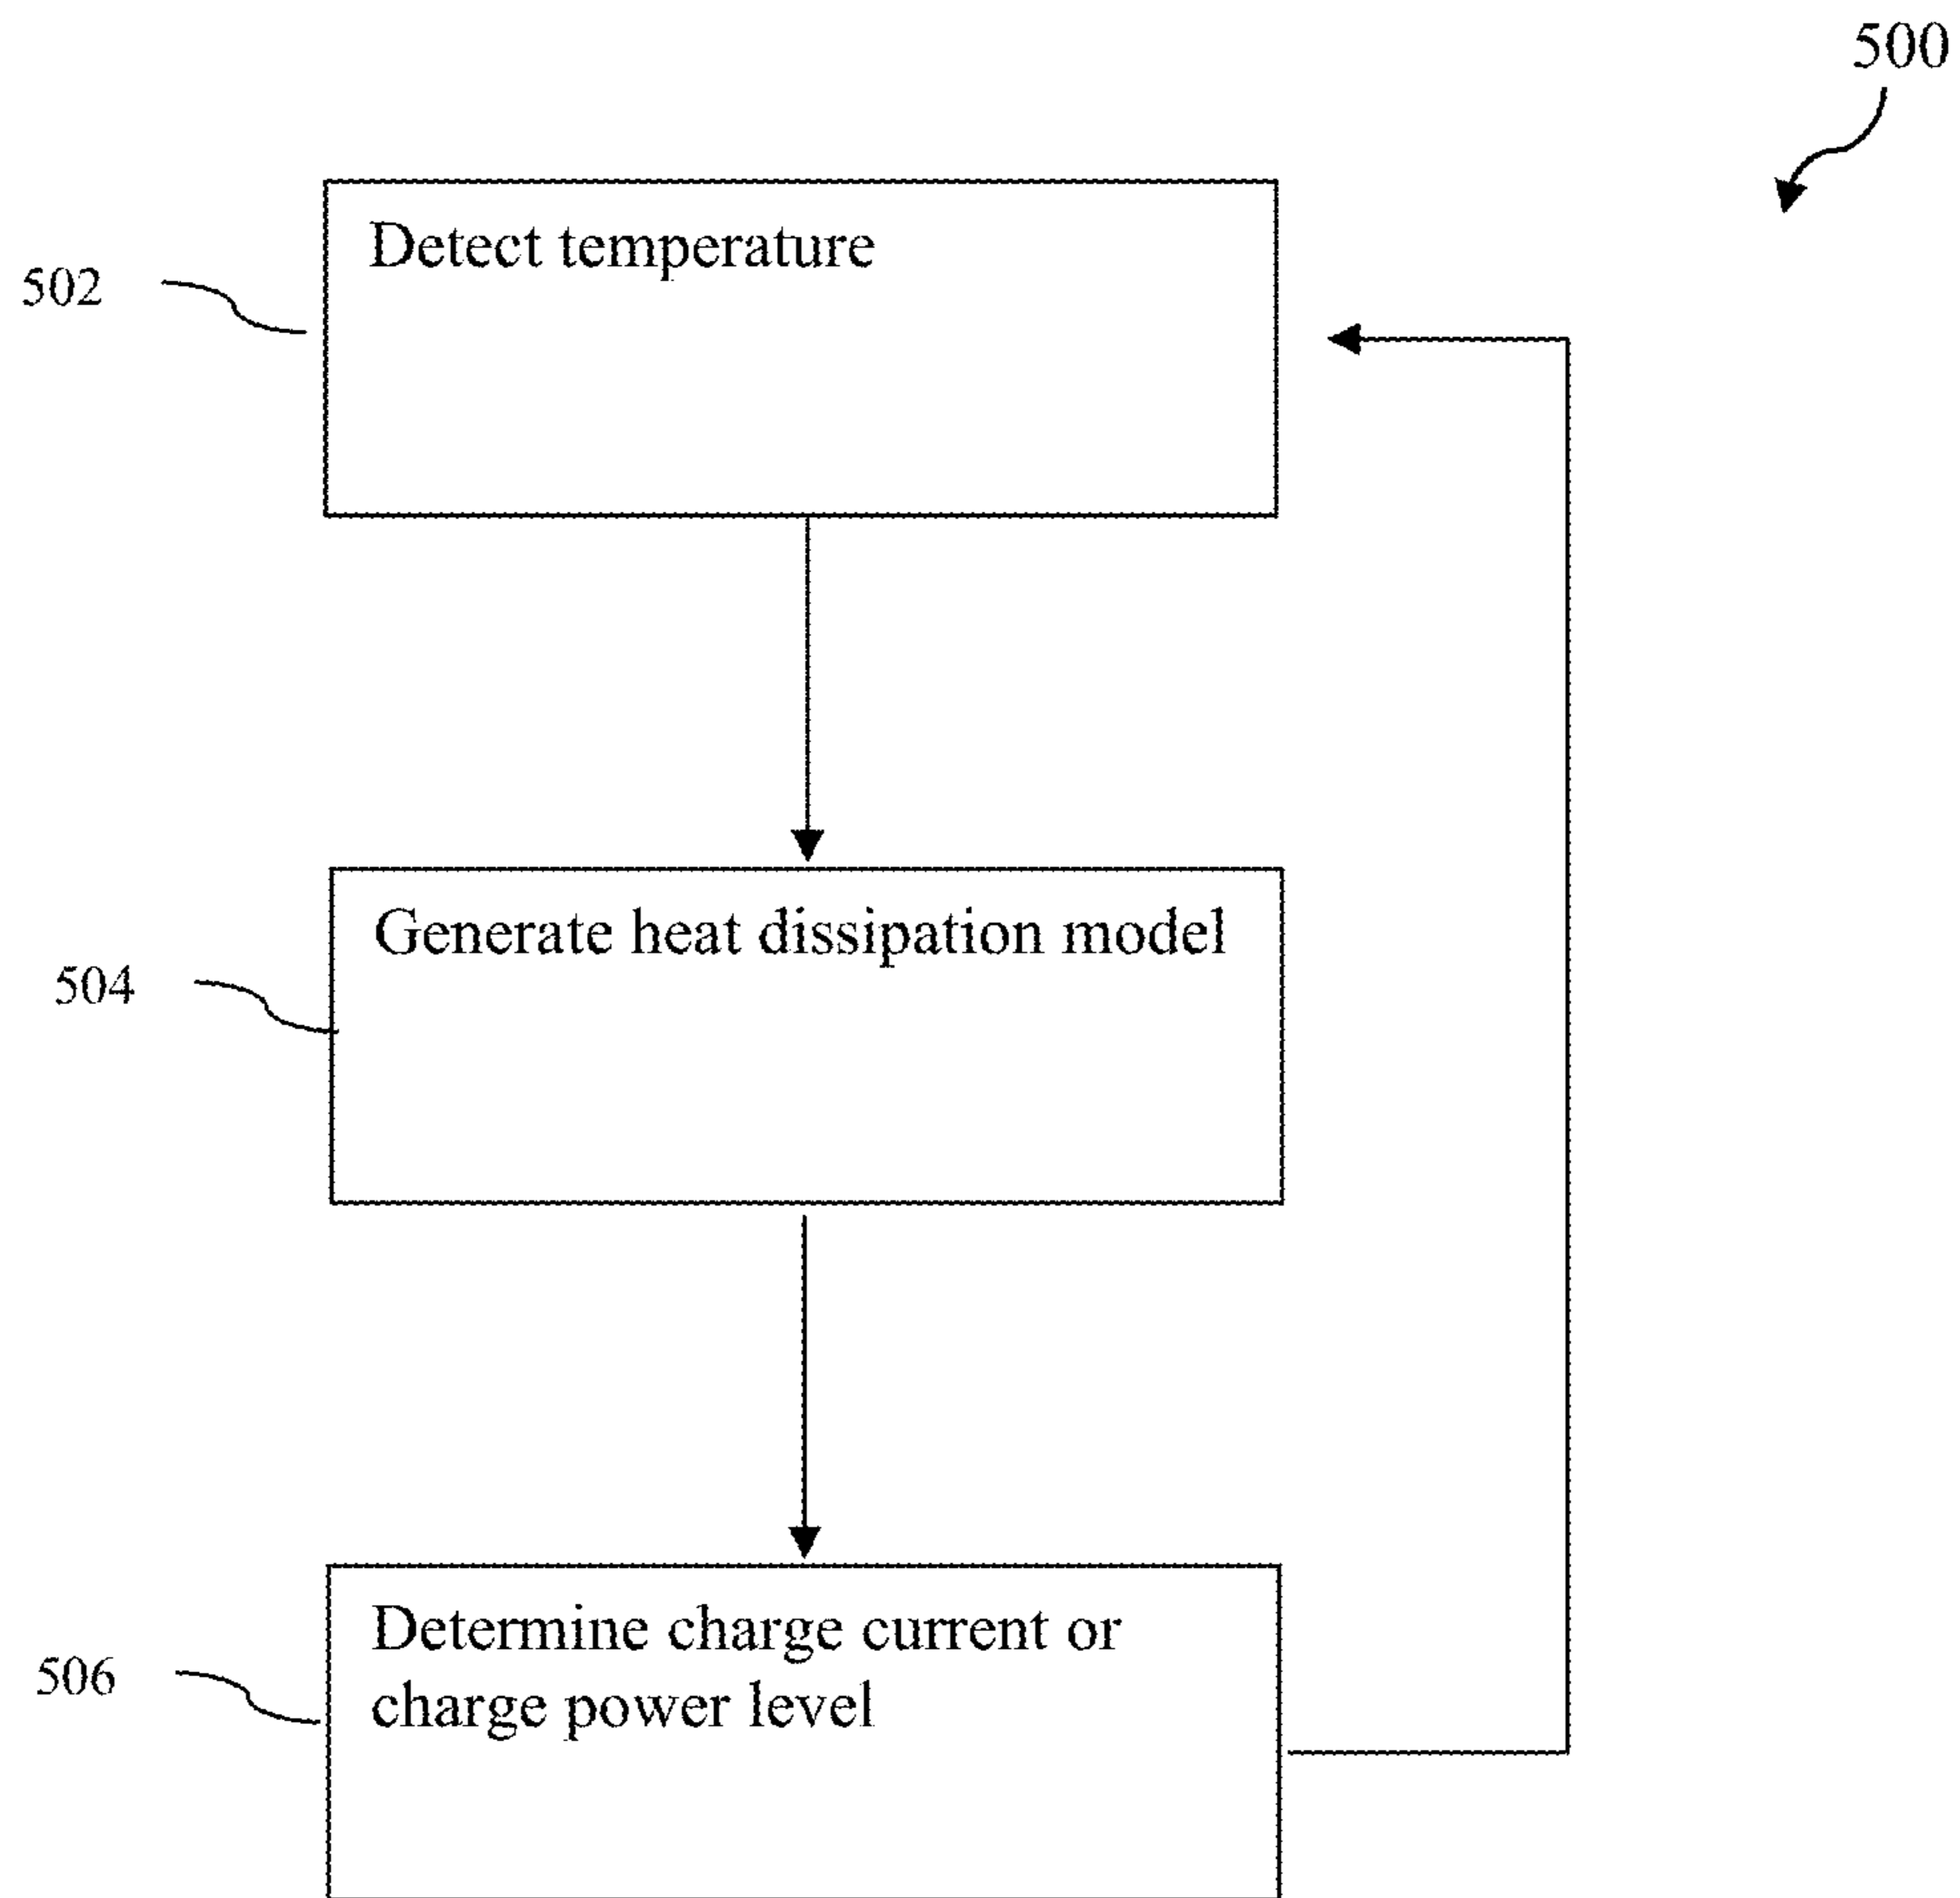 500
Detect temperature
502
Generate heat dissipation model
504
Determine charge current or
charge power level
506